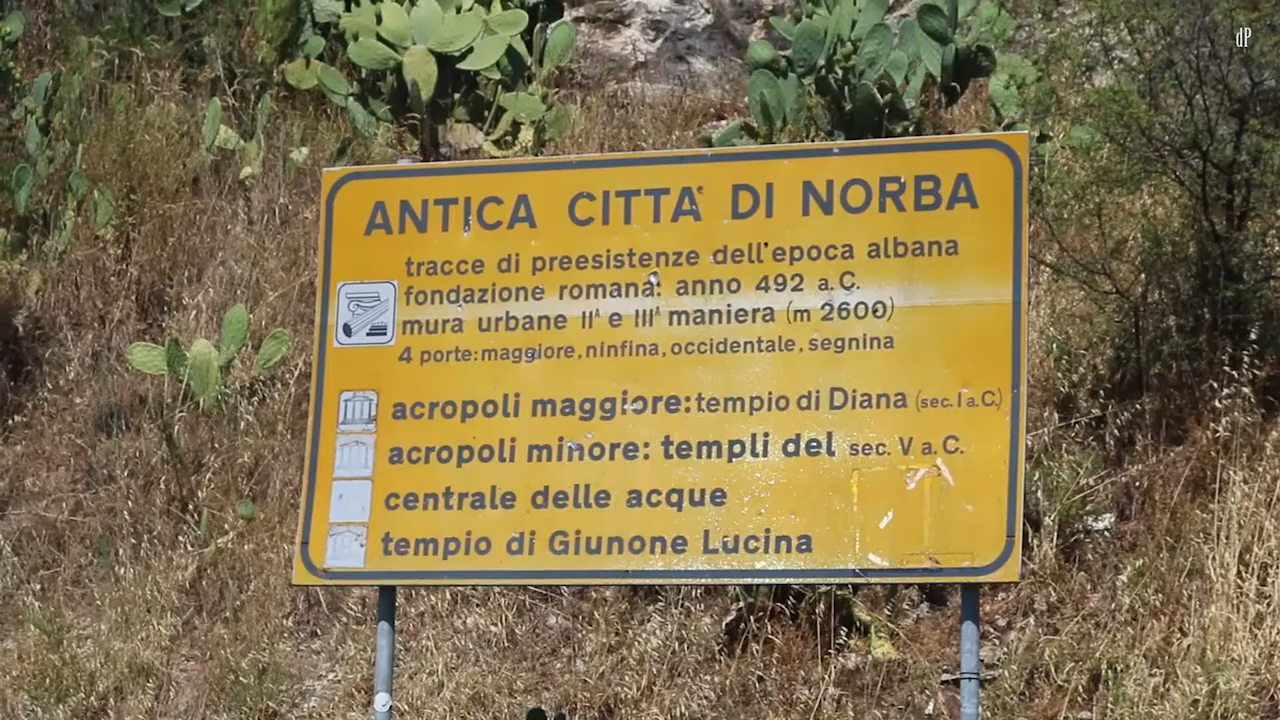 dP
ANTICA CITTA' DI NORBA
tracce di preesistenze dell'epoca albana
fondazione romana: anno 492 a.C.
mura urbane IIᴬ e IIIᴬ maniera (m 2600)
4 porte: maggiore, ninfina, occidentale, segnina
acropoli maggiore: tempio di Diana (sec. I a.C.)
acropoli minore: templi del sec. V a.C.
centrale delle acque
tempio di Giunone Lucina